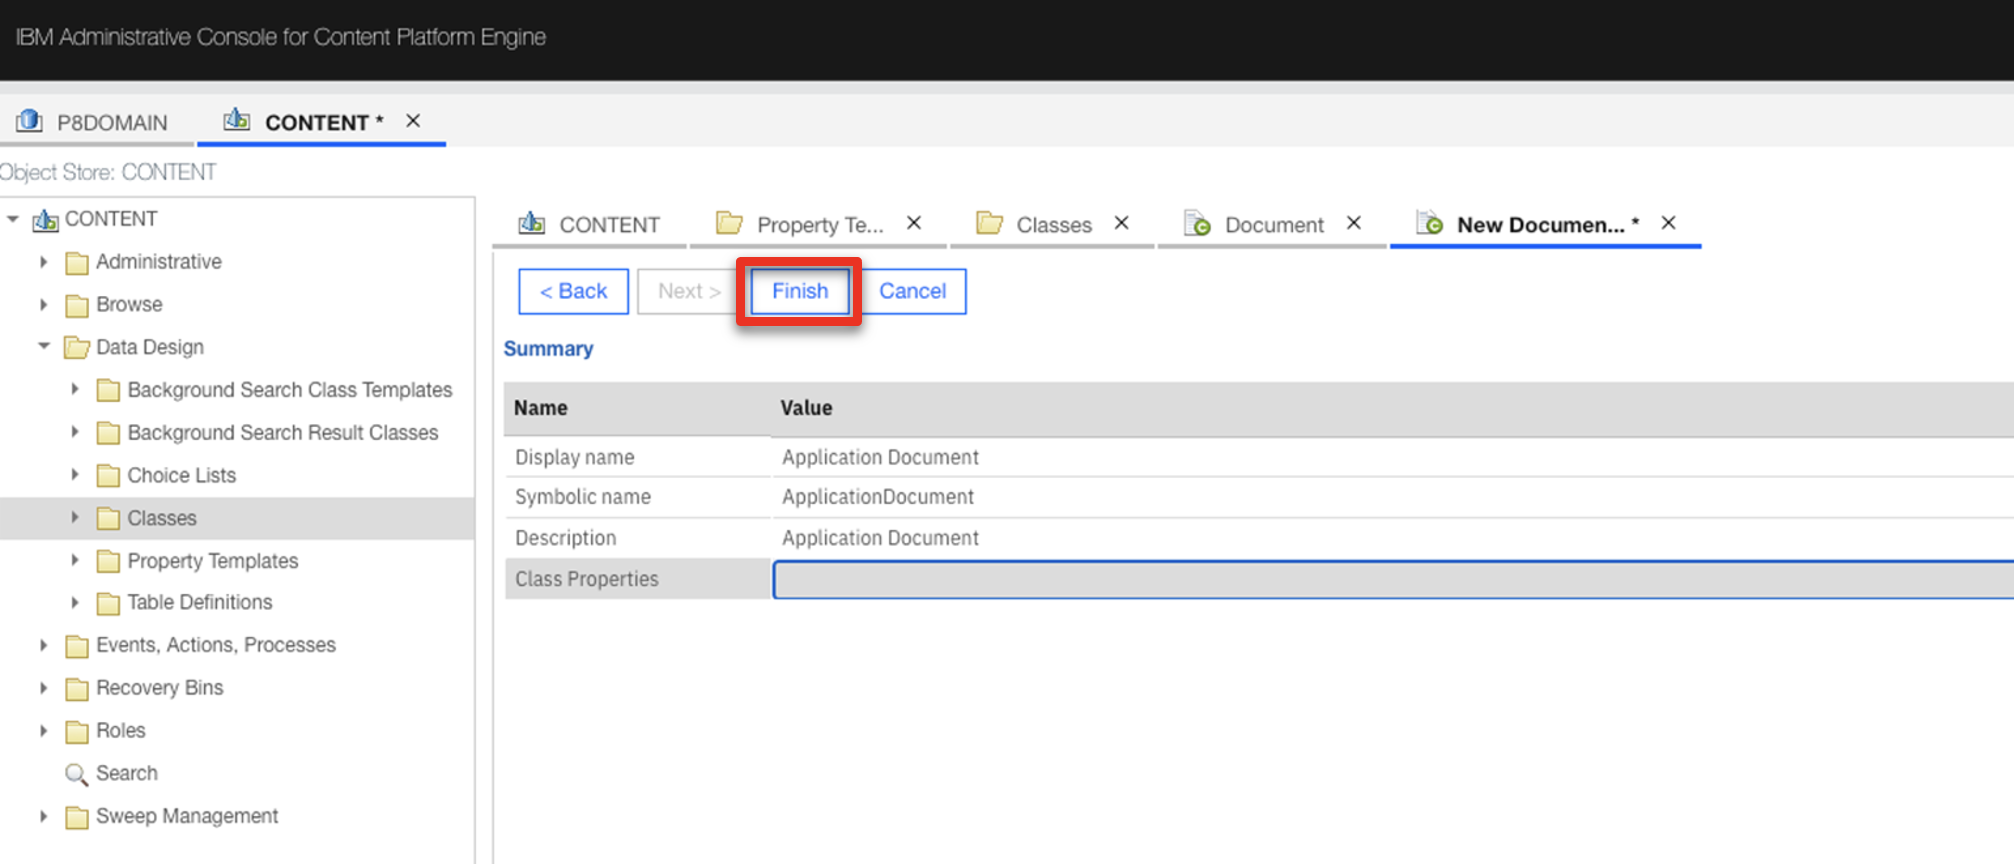 IBM Administrative Console for Content Platform Engine
P8DOMAIN CONTENT *
Object Store: CONTENT
CONTENT
Administrative
Browse
Data Design
Background Search Class Templates
Background Search Result Classes
Choice Lists
Classes
Property Templates
Table Definitions
Events, Actions, Processes
Recovery Bins
Roles
Search
Sweep Management
CONTENT Property Te... Classes Document New Documen... *
< Back Next > Finish Cancel
Summary
Name Value
Display name Application Document
Symbolic name ApplicationDocument
Description Application Document
Class Properties